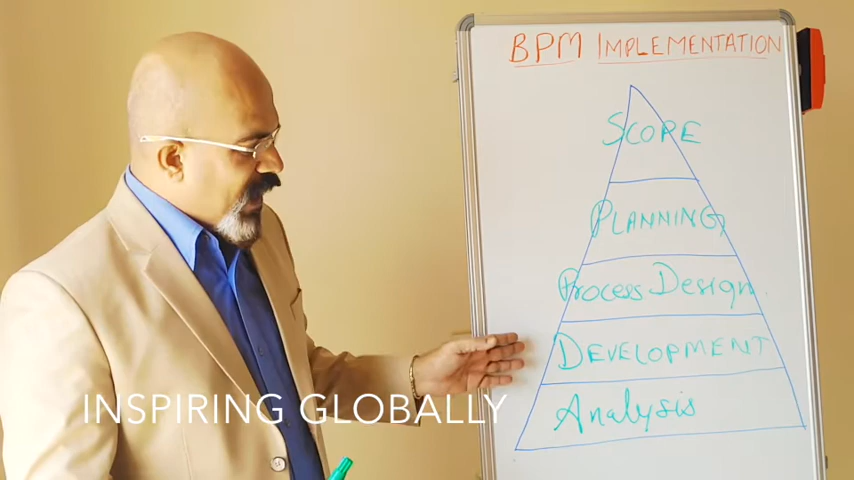 BPM IMPLEMENTATION
SCOPE
PLANNING
Process Design
DEVELOPMENT
Analysis
INSPIRING GLOBALLY